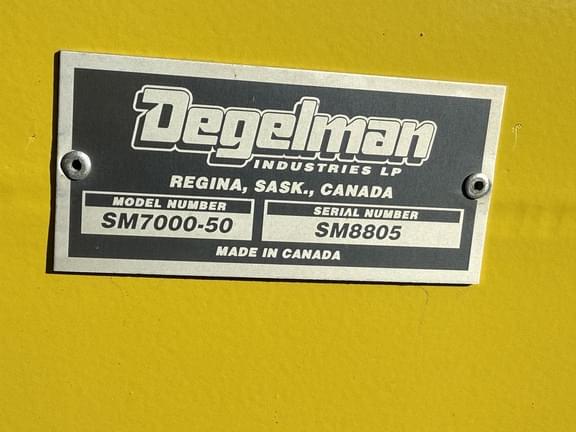 Degelman
INDUSTRIES LP
REGINA, SASK., CANADA
MODEL NUMBER
SM7000-50
SERIAL NUMBER
SM8805
MADE IN CANADA